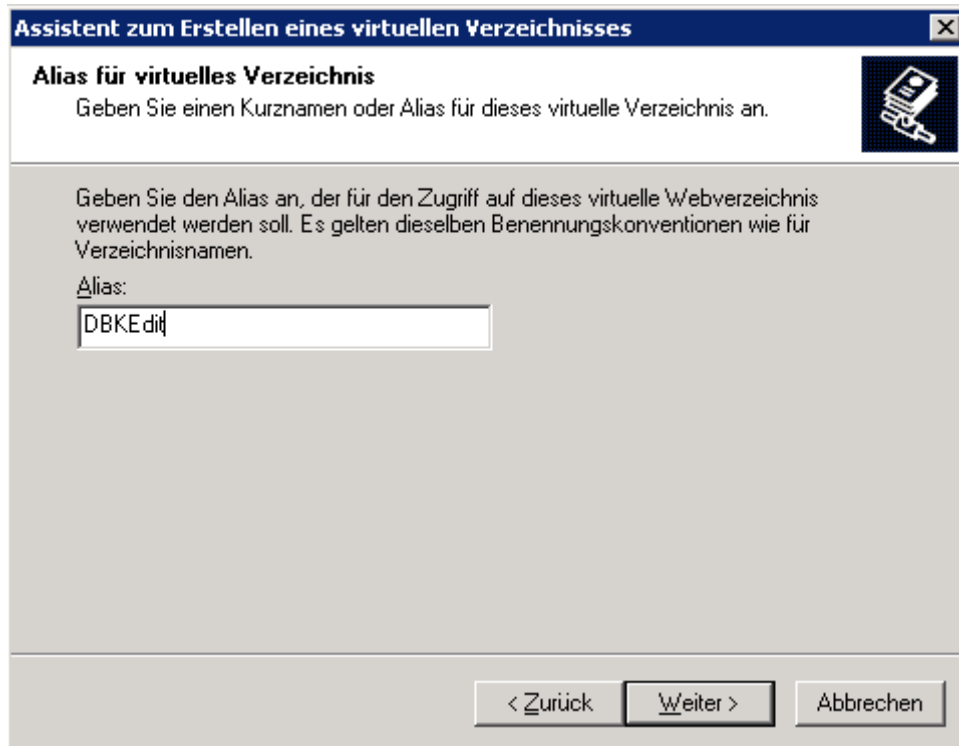 Assistent zum Erstellen eines virtuellen Verzeichnisses
Alias für virtuelles Verzeichnis
Geben Sie einen Kurznamen oder Alias für dieses virtuelle Verzeichnis an.
Geben Sie den Alias an, der für den Zugriff auf dieses virtuelle Webverzeichnis
verwendet werden soll. Es gelten dieselben Benennungskonventionen wie für
Verzeichnisnamen.
Alias:
DBKEdit
< Zurück Weiter > Abbrechen